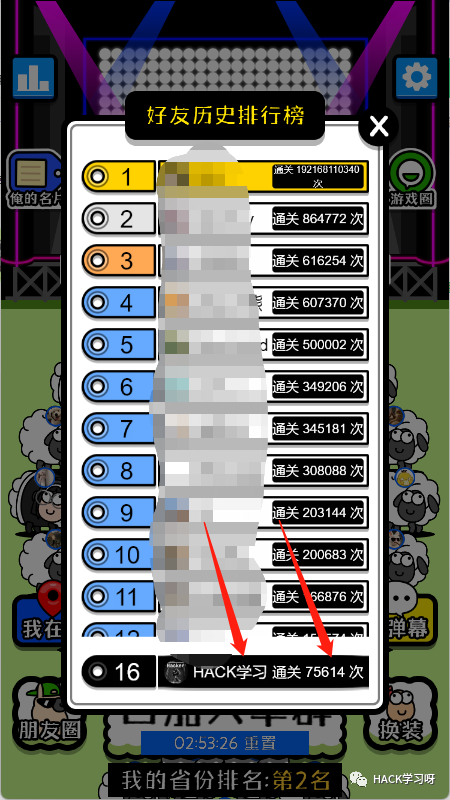 好友历史排行榜
俺的名片
游戏圈
1 通关 192168110340 次
2 通关 864772 次
3 通关 616254 次
4 通关 607370 次
5 通关 500002 次
6 通关 349206 次
7 通关 345181 次
8 通关 308088 次
9 通关 203144 次
10 通关 200683 次
11 66876 次
16 HACK学习 通关 75614 次
我在
弹幕
朋友圈
换装
02:53:26 重置
我的省份排名:第2名
HACK学习呀